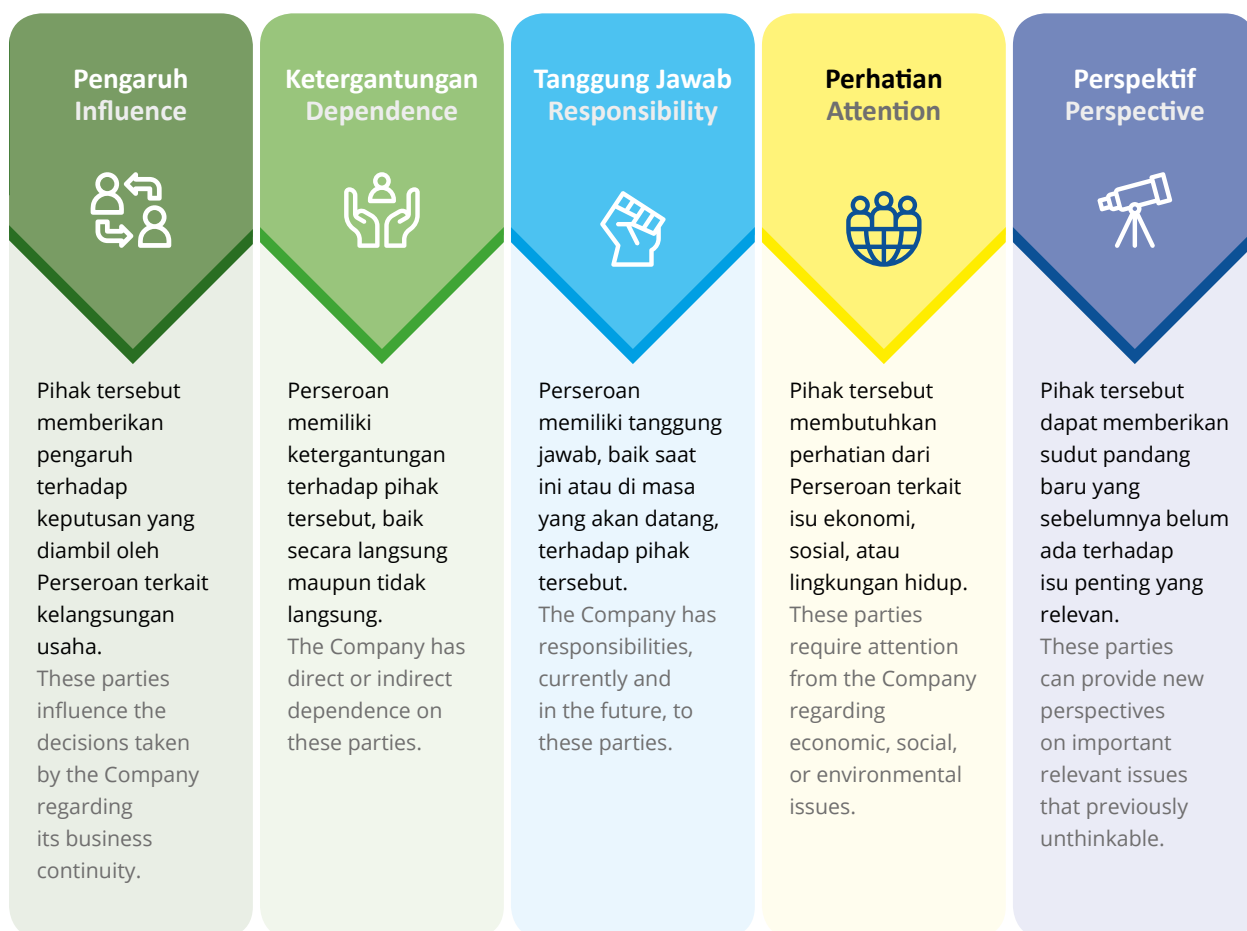 Pengaruh
Influence
Pihak tersebut
memberikan
pengaruh
terhadap
keputusan yang
diambil oleh
Perseroan terkait
kelangsungan
usaha.
These parties
influence the
decisions taken
by the Company
regarding
its business
continuity.
Ketergantungan
Dependence
Perseroan
memiliki
ketergantungan
terhadap pihak
tersebut, baik
secara langsung
maupun tidak
langsung.
The Company has
direct or indirect
dependence on
these parties.
Tanggung Jawab
Responsibility
Perseroan
memiliki tanggung
jawab, baik saat
ini atau di masa
yang akan datang,
terhadap pihak
tersebut.
The Company has
responsibilities,
currently and
in the future, to
these parties.
Perhatian
Attention
Pihak tersebut
membutuhkan
perhatian dari
Perseroan terkait
isu ekonomi,
sosial, atau
lingkungan hidup.
These parties
require attention
from the Company
regarding
economic, social,
or environmental
issues.
Perspektif
Perspective
Pihak tersebut
dapat memberikan
sudut pandang
baru yang
sebelumnya belum
ada terhadap
isu penting yang
relevan.
These parties
can provide new
perspectives
on important
relevant issues
that previously
unthinkable.